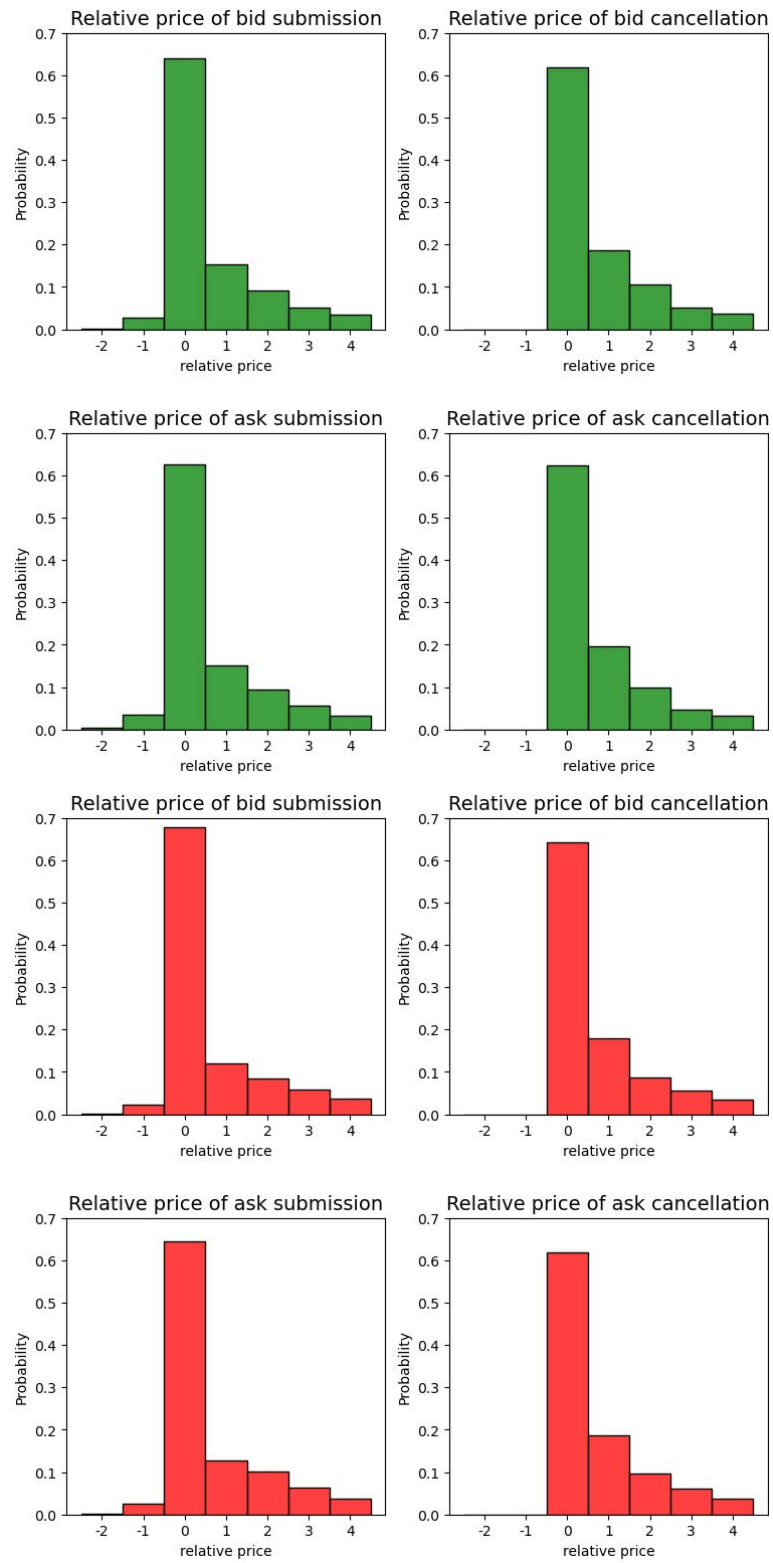 Relative price of bid submission
0.7
0.6
0.5
0.4
0.3
0.2
0.1
0.0
Probability
-2 -1 0 1 2 3 4
relative price
Relative price of bid cancellation
0.7
0.6
0.5
0.4
0.3
0.2
0.1
0.0
Probability
-2 -1 0 1 2 3 4
relative price
Relative price of ask submission
0.7
0.6
0.5
0.4
0.3
0.2
0.1
0.0
Probability
-2 -1 0 1 2 3 4
relative price
Relative price of ask cancellation
0.7
0.6
0.5
0.4
0.3
0.2
0.1
0.0
Probability
-2 -1 0 1 2 3 4
relative price
Relative price of bid submission
0.7
0.6
0.5
0.4
0.3
0.2
0.1
0.0
Probability
-2 -1 0 1 2 3 4
relative price
Relative price of bid cancellation
0.7
0.6
0.5
0.4
0.3
0.2
0.1
0.0
Probability
-2 -1 0 1 2 3 4
relative price
Relative price of ask submission
0.7
0.6
0.5
0.4
0.3
0.2
0.1
0.0
Probability
-2 -1 0 1 2 3 4
relative price
Relative price of ask cancellation
0.7
0.6
0.5
0.4
0.3
0.2
0.1
0.0
Probability
-2 -1 0 1 2 3 4
relative price